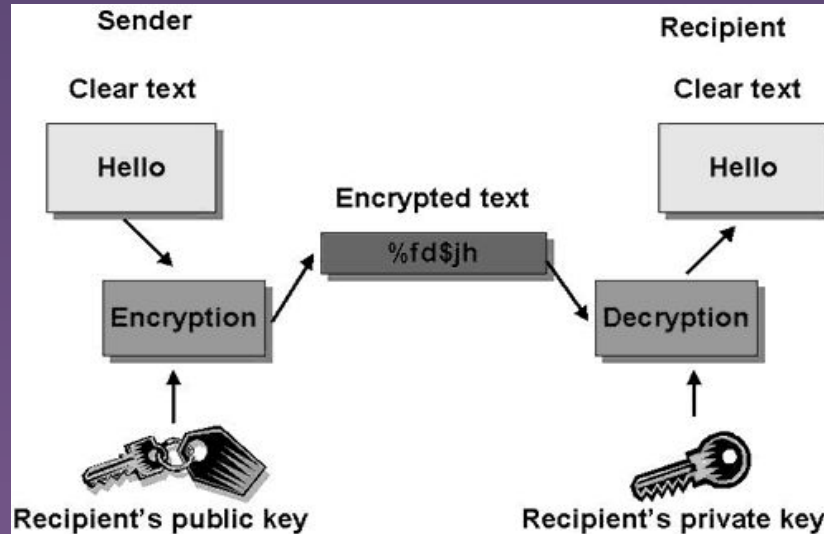 Sender
Recipient
Clear text
Clear text
Hello
Hello
Encrypted text
%fd$jh
Encryption
Decryption
Recipient's public key
Recipient's private key